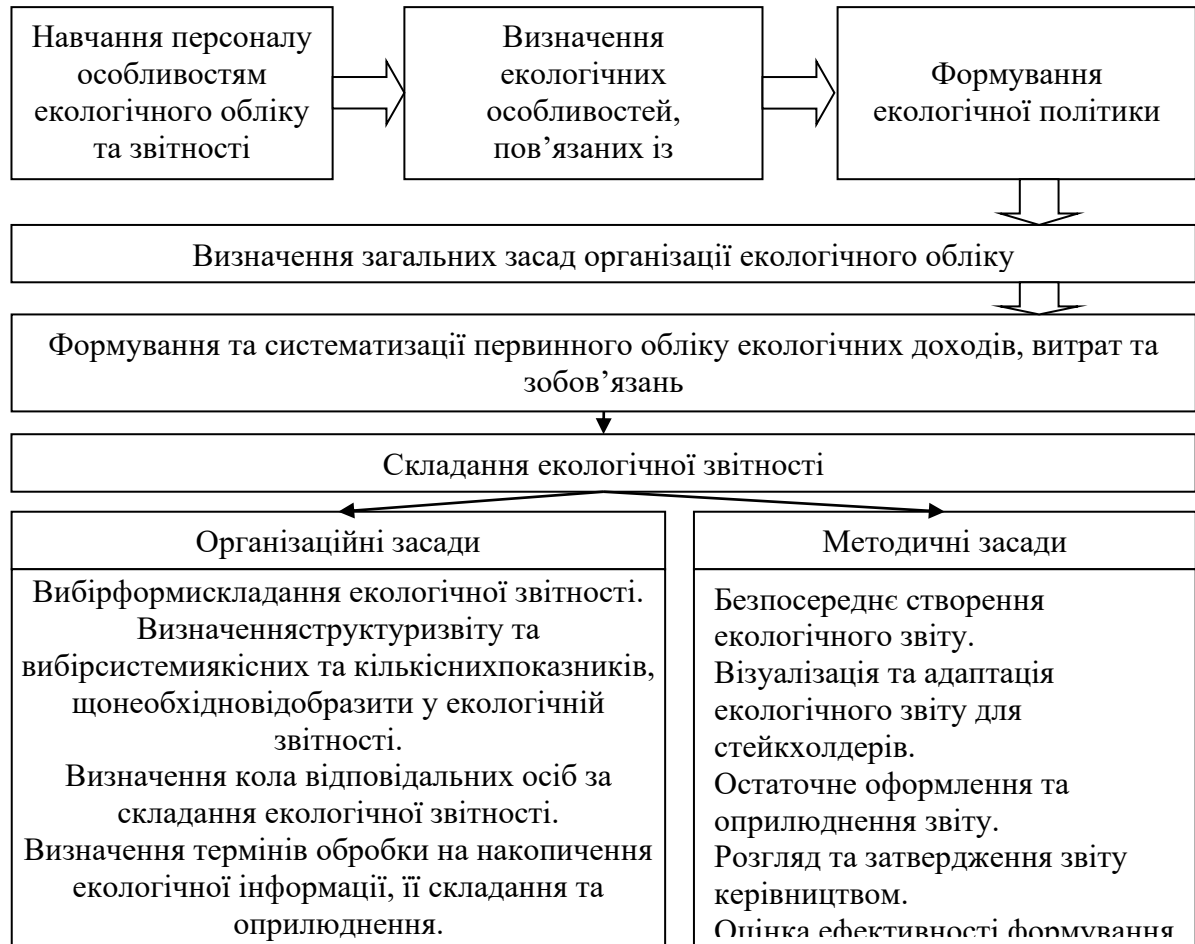 Навчання персоналу
особливостям
екологічного обліку
та звітності
Визначення
екологічних
особливостей,
пов’язаних із
Формування
екологічної політики
Визначення загальних засад організації екологічного обліку
Формування та систематизації первинного обліку екологічних доходів, витрат та
зобов’язань
Складання екологічної звітності
Організаційні засади
Вибірформискладання екологічної звітності.
Визначенняструктуризвіту та
вибірсистемиякісних та кількіснихпоказників,
щонеобхідновідобразити у екологічній
звітності.
Визначення кола відповідальних осіб за
складання екологічної звітності.
Визначення термінів обробки на накопичення
екологічної інформації, її складання та
оприлюднення.
Методичні засади
Безпосереднє створення
екологічного звіту.
Візуалізація та адаптація
екологічного звіту для
стейкхолдерів.
Остаточне оформлення та
оприлюднення звіту.
Розгляд та затвердження звіту
керівництвом.
Оцінка ефективності формування